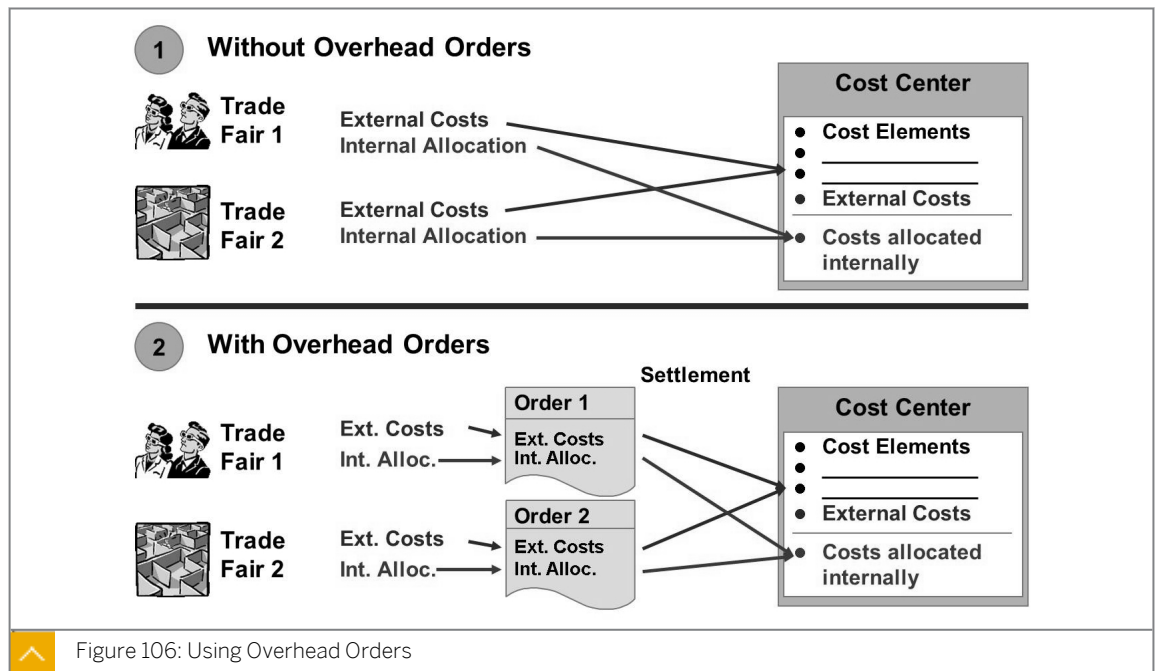 1 Without Overhead Orders
Trade
Fair 1
External Costs
Internal Allocation
Trade
Fair 2
External Costs
Internal Allocation
Cost Center
Cost Elements
External Costs
Costs allocated
internally
2 With Overhead Orders
Settlement
Trade
Fair 1
Ext. Costs
Int. Alloc.
Order 1
Ext. Costs
Int. Alloc.
Trade
Fair 2
Ext. Costs
Int. Alloc.
Order 2
Ext. Costs
Int. Alloc.
Cost Center
Cost Elements
External Costs
Costs allocated
internally
Figure 106: Using Overhead Orders